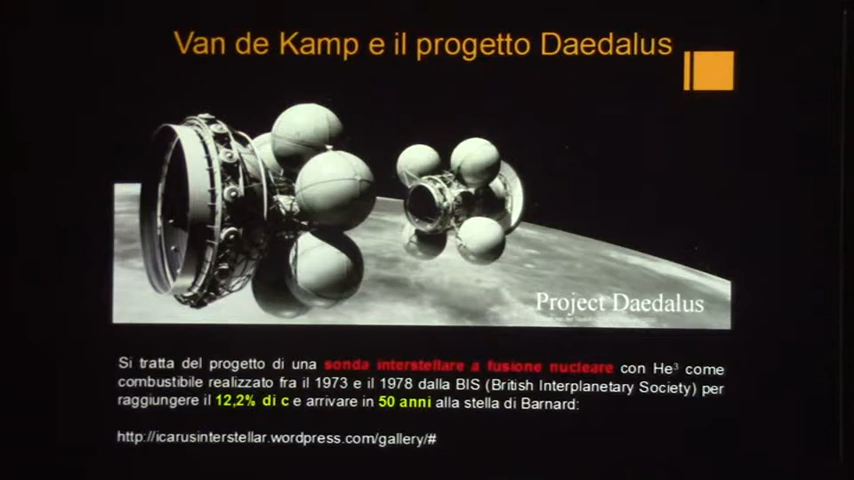 Van de Kamp e il progetto Daedalus
Project Daedalus
Si tratta del progetto di una sonda interstellare a fusione nucleare con He³ come
combustibile realizzato fra il 1973 e il 1978 dalla BIS (British Interplanetary Society) per
raggiungere il 12,2% di c e arrivare in 50 anni alla stella di Barnard:
http://icarusinterstellar.wordpress.com/gallery/#